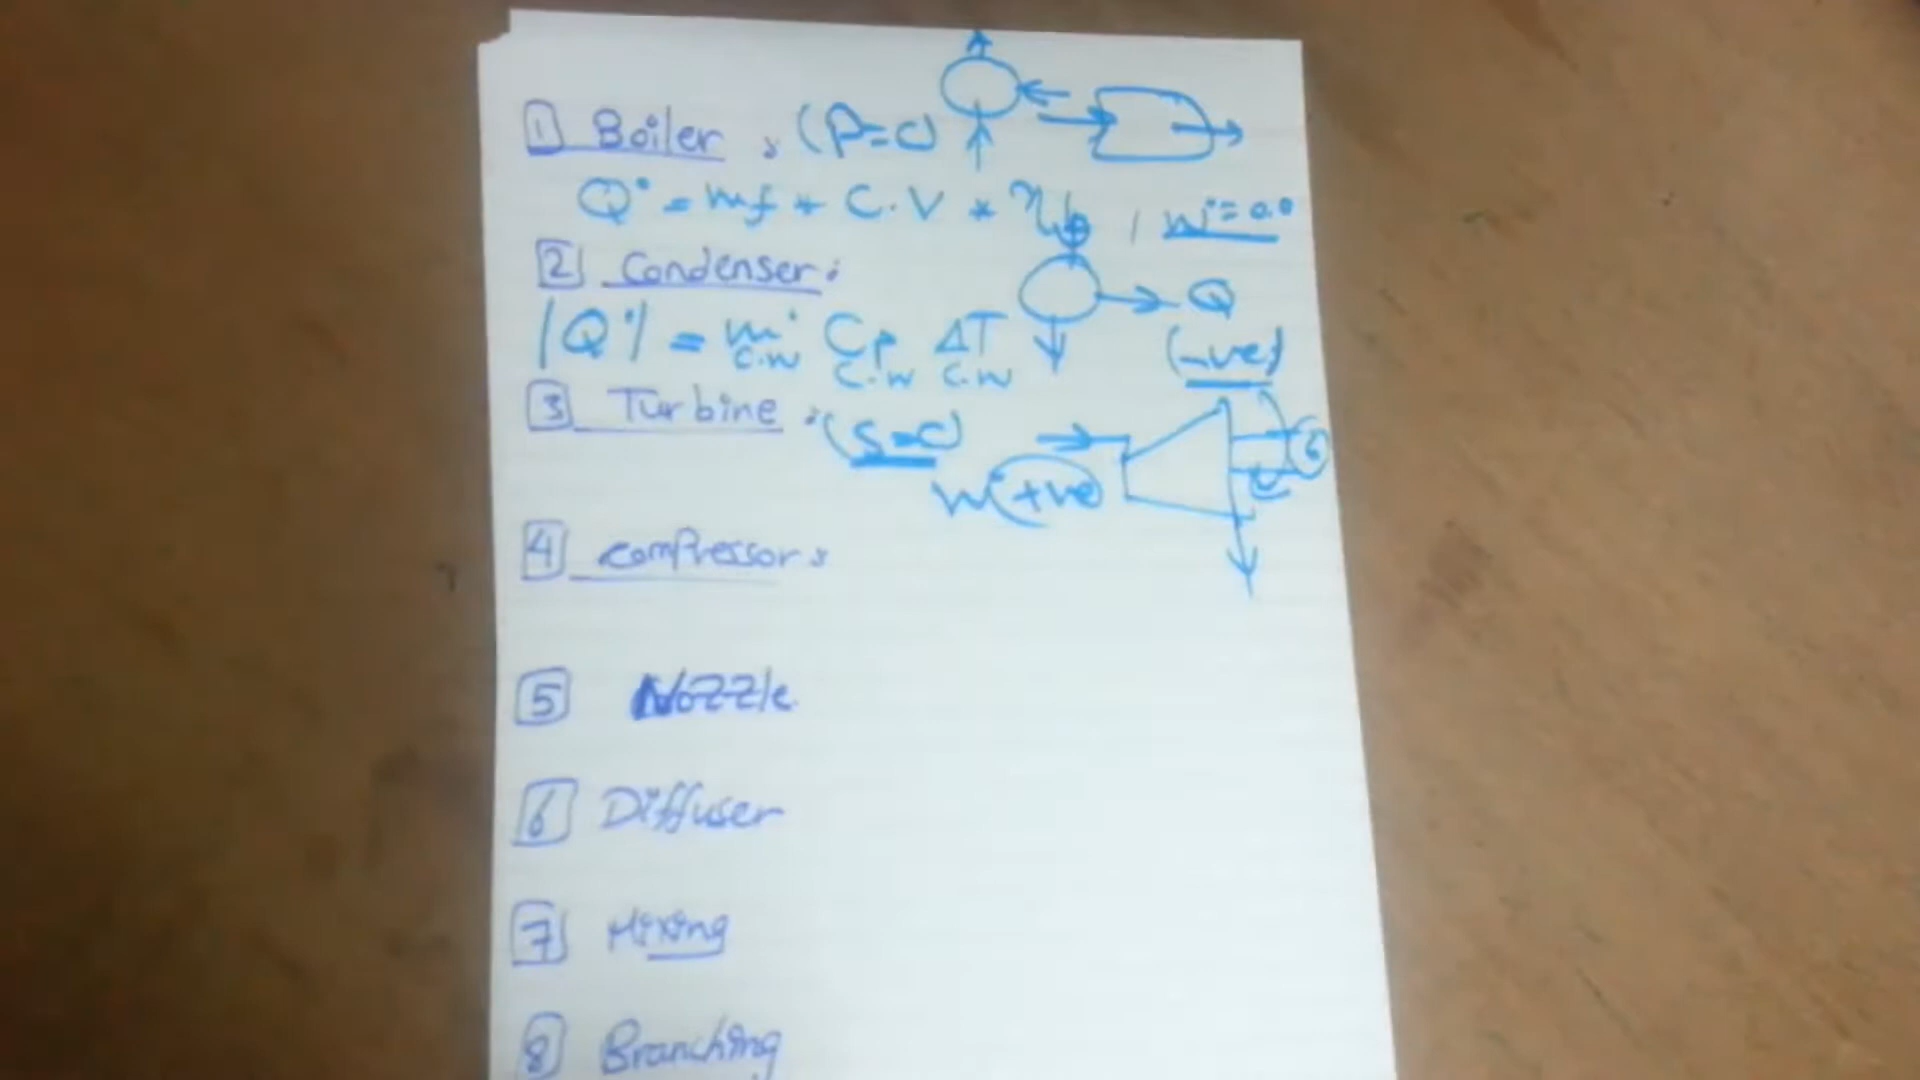 1 Boiler : (P=C)
Q° = mf * C.V * ηb | W°=0.0
2 Condenser :
|Q°| = m° C.W Cp C.W ΔT C.W
Q
(-ve)
3 Turbine : (S=C)
W° (+ve)
G
4 comPressor :
5 Nozzle.
6 Diffuser
7 Mixing
8 Branching